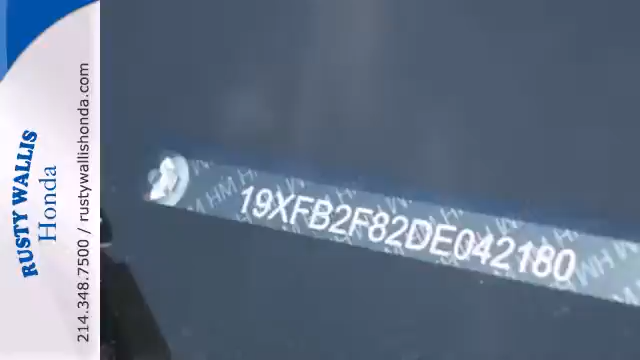 RUSTY WALLIS
Honda
214.348.7500 / rustywallishonda.com
19XFB2F82DE042180